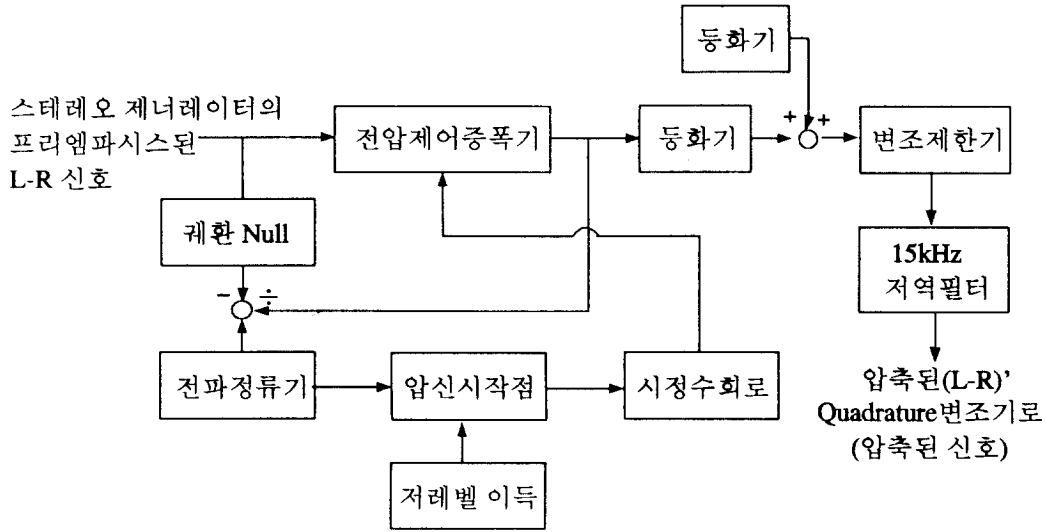 등화기
스테레오 제너레이터의
프리엠파시스된
L-R 신호
전압제어증폭기
등화기
+ +
변조제한기
궤환 Null
15kHz
저역필터
- ÷
전파정류기
압신시작점
시정수회로
압축된(L-R)'
Quadrature변조기로
(압축된 신호)
저레벨 이득